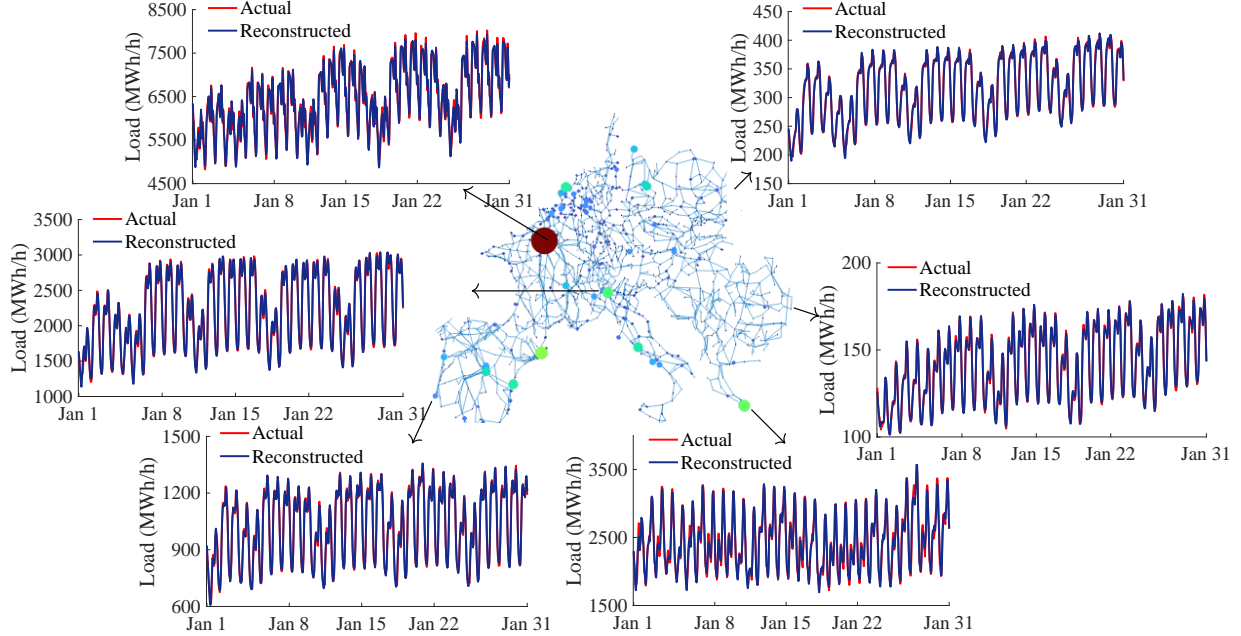 8500
Actual
Reconstructed
7500
6500
5500
4500
Load (MWh/h)
Jan 1 Jan 8 Jan 15 Jan 22 Jan 31
450
Actual
400
Reconstructed
350
300
250
200
150
Load (MWh/h)
Jan 1 Jan 8 Jan 15 Jan 22 Jan 31
3500
Actual
3000
Reconstructed
2500
2000
1500
1000
Load (MWh/h)
Jan 1 Jan 8 Jan 15 Jan 22 Jan 31
200
Actual
Reconstructed
150
100
Load (MWh/h)
Jan 1 Jan 8 Jan 15 Jan 22 Jan 31
1500
Actual
Reconstructed
1200
900
600
Load (MWh/h)
Jan 1 Jan 8 Jan 15 Jan 22 Jan 31
Actual
3500
Reconstructed
2500
1500
Load (MWh/h)
Jan 1 Jan 8 Jan 15 Jan 22 Jan 31